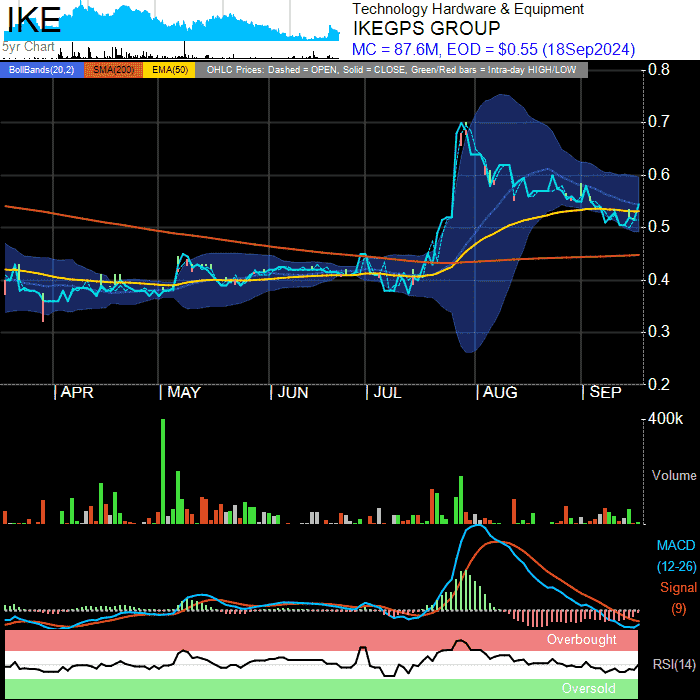 IKE
5yr Chart
Technology Hardware & Equipment
IKEGPS GROUP
MC = 87.6M, EOD = $0.55 (18Sep2024)
BollBands(20,2) SMA(200) EMA(50) OHLC Prices: Dashed = OPEN, Solid = CLOSE, Green/Red bars = Intra-day HIGH/LOW
0.8
0.7
0.6
0.5
0.4
0.3
0.2
APR MAY JUN JUL AUG SEP
400k
Volume
MACD
(12-26)
Signal
(9)
Overbought
RSI(14)
Oversold